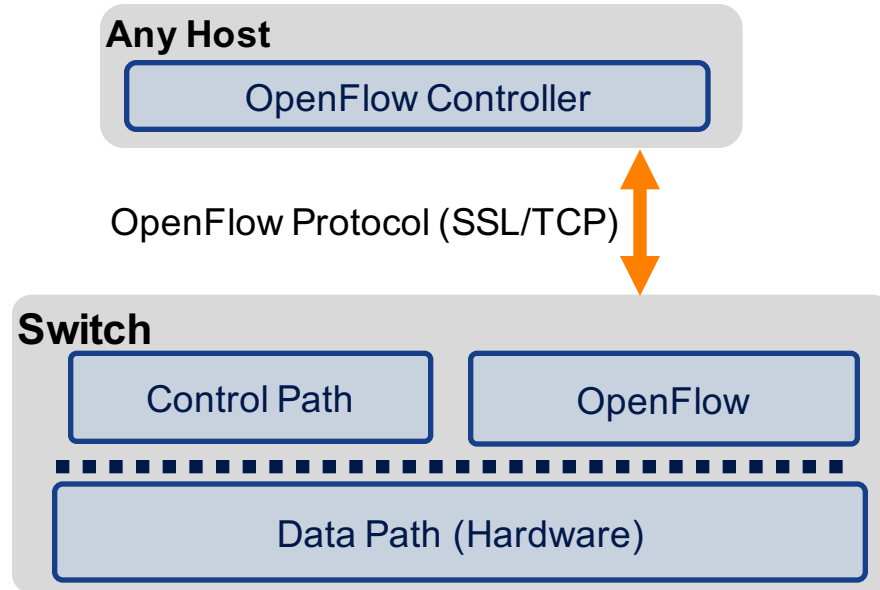 Any Host
OpenFlow Controller
OpenFlow Protocol (SSL/TCP)
Switch
Control Path
OpenFlow
Data Path (Hardware)